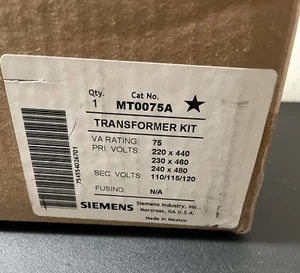 Qty. Cat No.
1 MT0075A
TRANSFORMER KIT
VA RATING: 75
PRI. VOLTS: 220 x 440
230 x 460
240 x 480
SEC VOLTS 110/115/120
FUSING: N/A
SIEMENS Siemens Industry, Inc.,
Norcross, GA U.S.A.
Made in Mexico